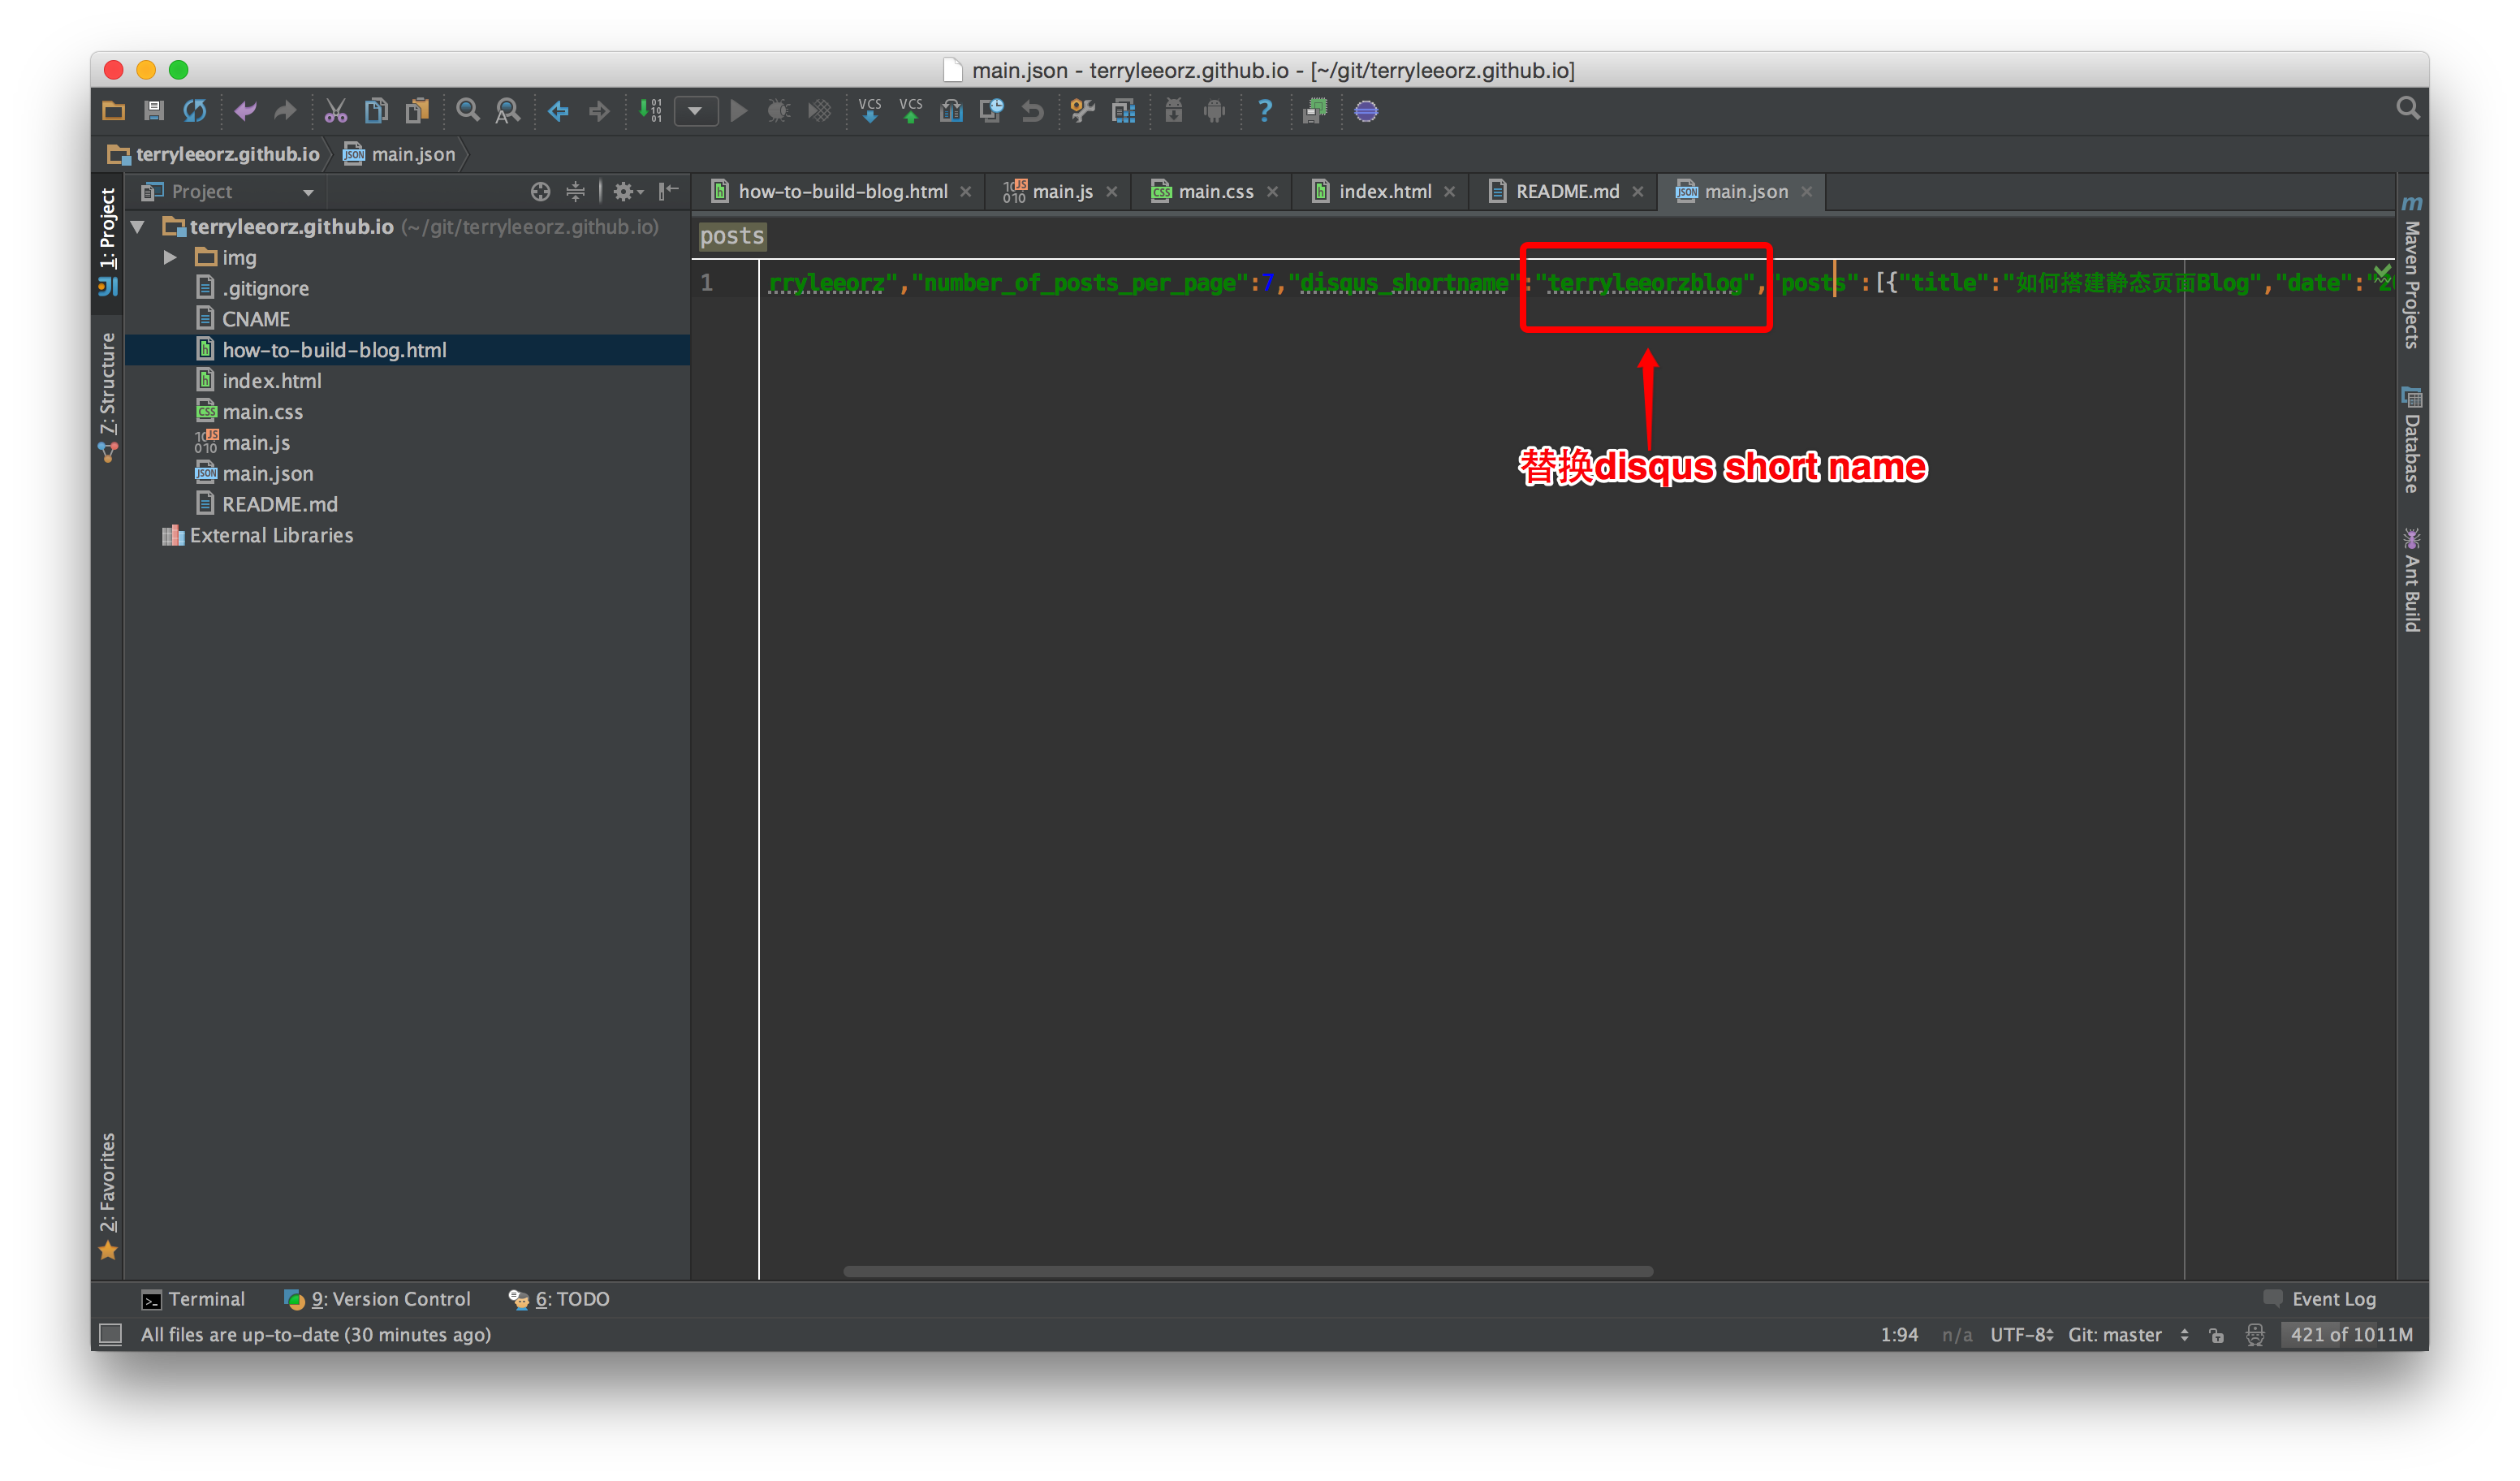 main.json - terryleeorz.github.io - [~/git/terryleeorz.github.io]
VCS VCS
terryleeorz.github.io main.json
1: Project
Project
how-to-build-blog.html main.js main.css index.html README.md main.json
terryleeorz.github.io (~/git/terryleeorz.github.io)
img
.gitignore
CNAME
how-to-build-blog.html
index.html
main.css
main.js
main.json
README.md
External Libraries
7: Structure
2: Favorites
posts
1 rryleeorz","number_of_posts_per_page":7,"disqus_shortname":"terryleeorzblog","posts":[{"title":"如何搭建静态页面Blog","date":"2
替换disqus short name
Maven Projects
Database
Ant Build
Terminal 9: Version Control 6: TODO Event Log
All files are up-to-date (30 minutes ago) 1:94 n/a UTF-8 Git: master 421 of 1011M